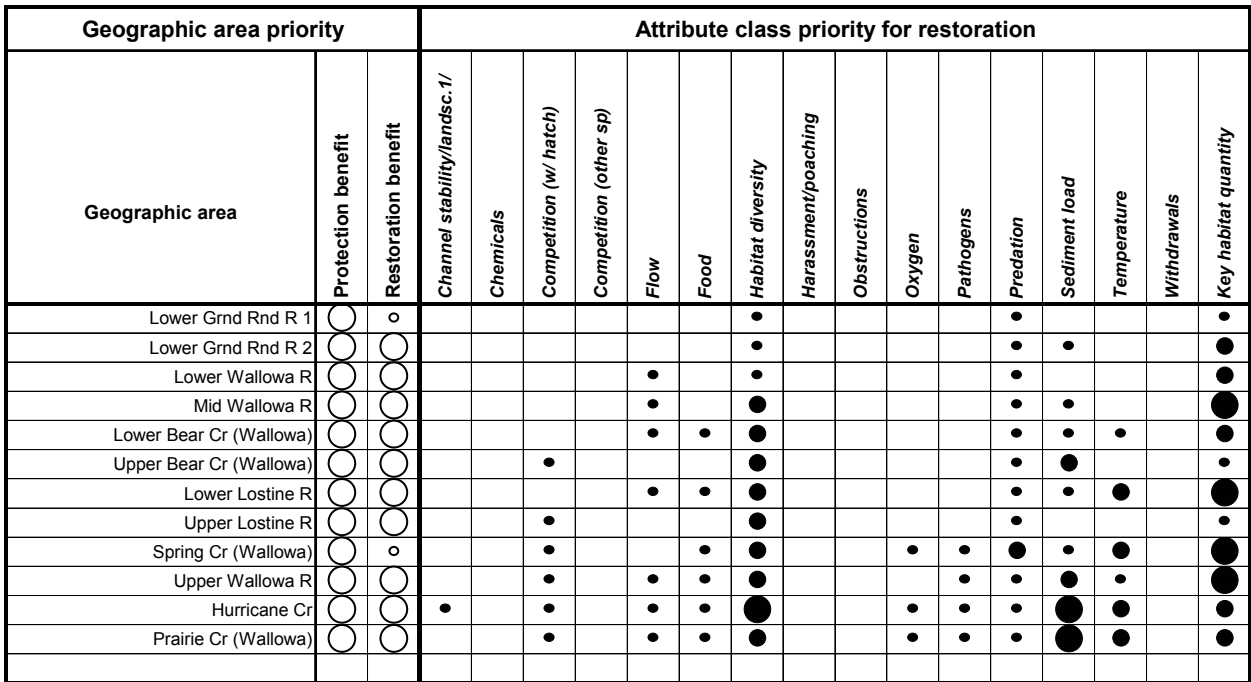 Geographic area priority
Attribute class priority for restoration
Geographic area
Protection benefit
Restoration benefit
Channel stability/landsc.1/
Chemicals
Competition (w/ hatch)
Competition (other sp)
Flow
Food
Habitat diversity
Harassment/poaching
Obstructions
Oxygen
Pathogens
Predation
Sediment load
Temperature
Withdrawals
Key habitat quantity
Lower Grnd Rnd R 1
Lower Grnd Rnd R 2
Lower Wallowa R
Mid Wallowa R
Lower Bear Cr (Wallowa)
Upper Bear Cr (Wallowa)
Lower Lostine R
Upper Lostine R
Spring Cr (Wallowa)
Upper Wallowa R
Hurricane Cr
Prairie Cr (Wallowa)